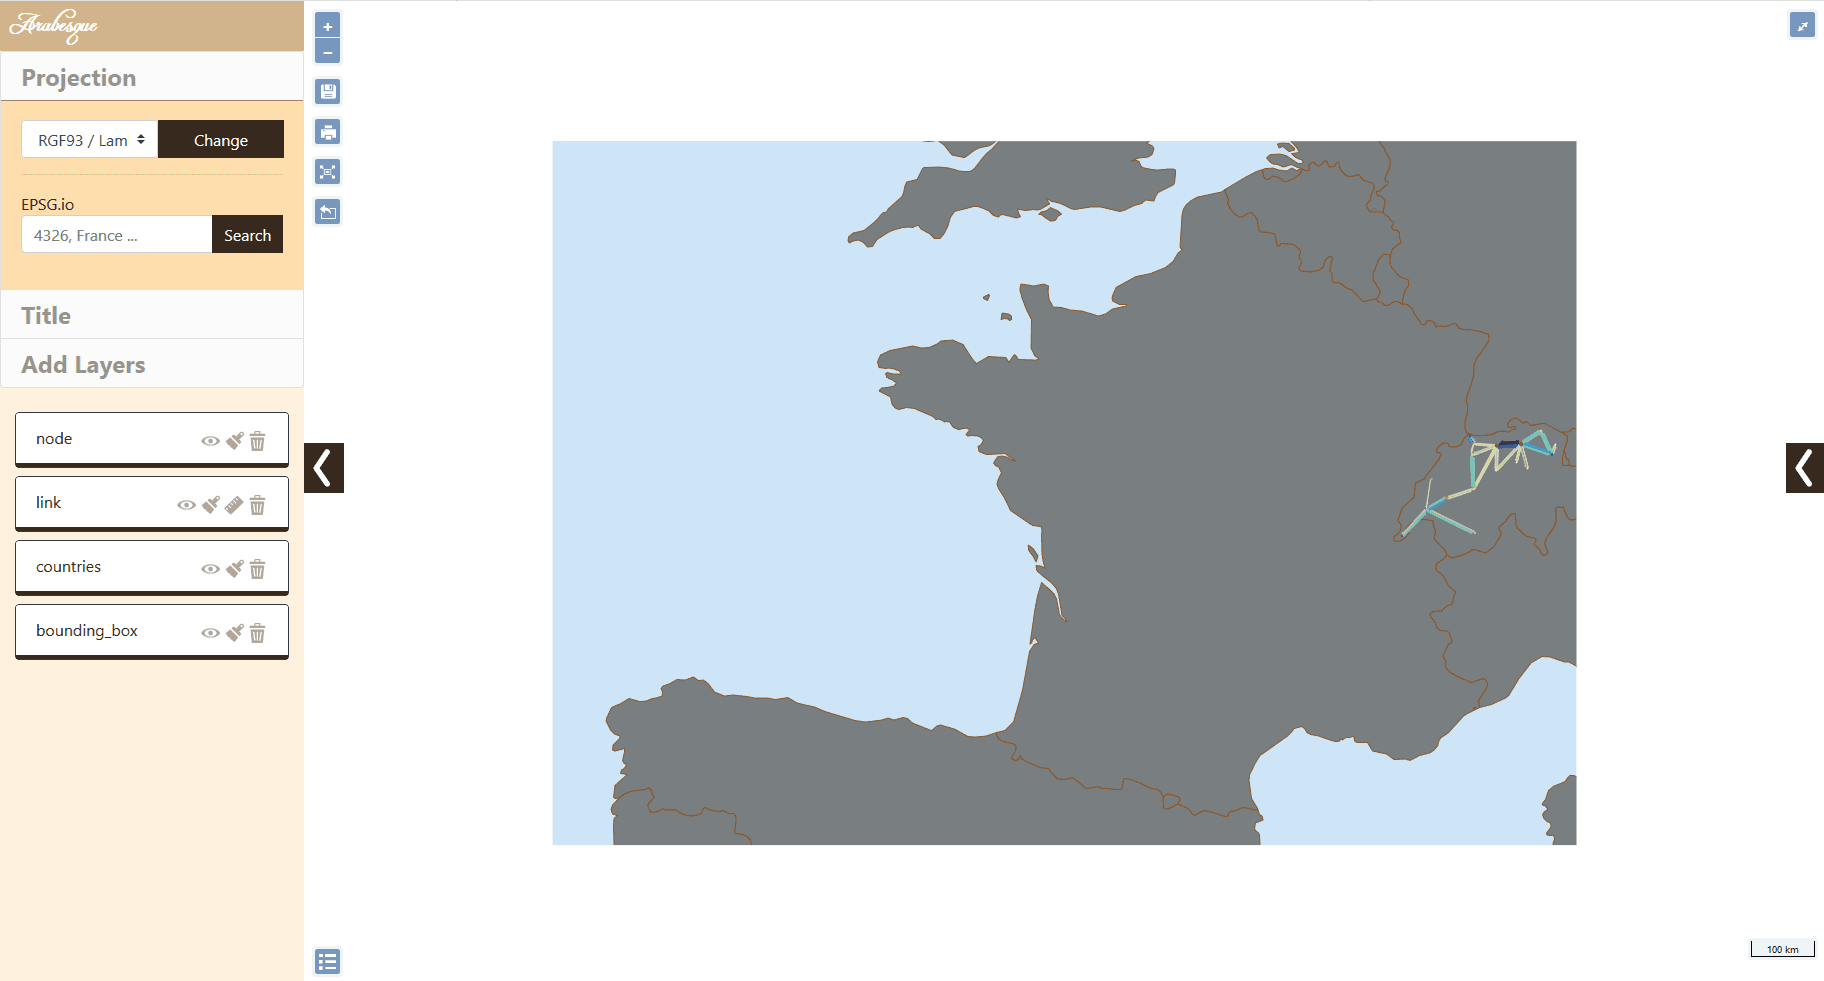 Arabesque
Projection
RGF93 / Lam
Change
EPSG.io
4326, France ...
Search
Title
Add Layers
node
link
countries
bounding_box
+
−
100 km